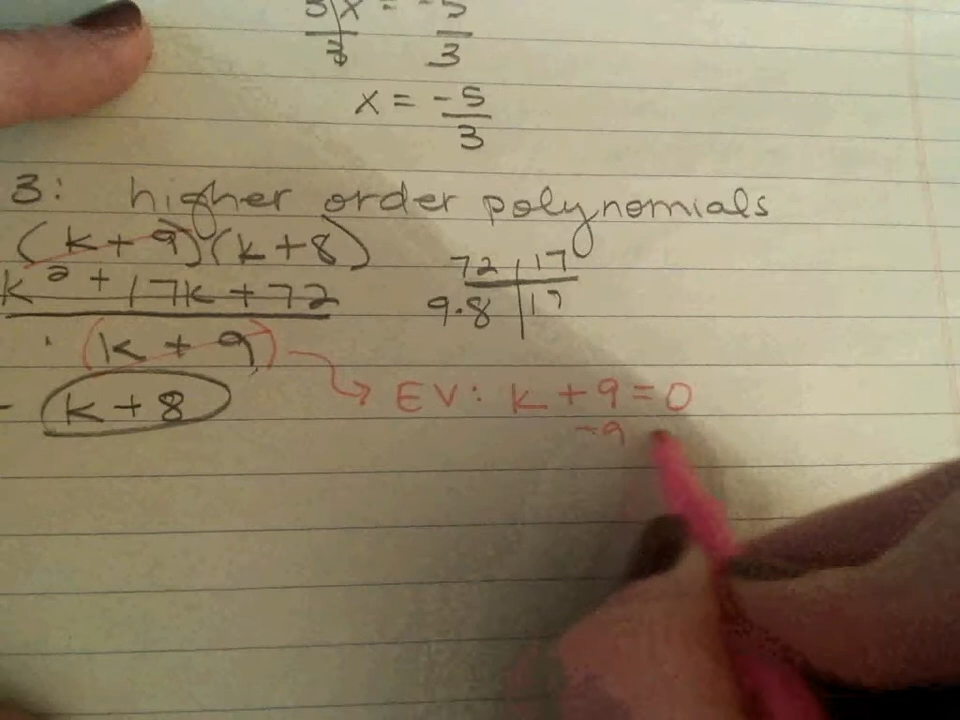 3 x = -5
3 3
x = -5
3
3: higher order polynomials
(k + 9)(k + 8)
72 17
k² + 17k + 72
9.8 17
(k + 9)
EV: k + 9 = 0
k + 8
-9